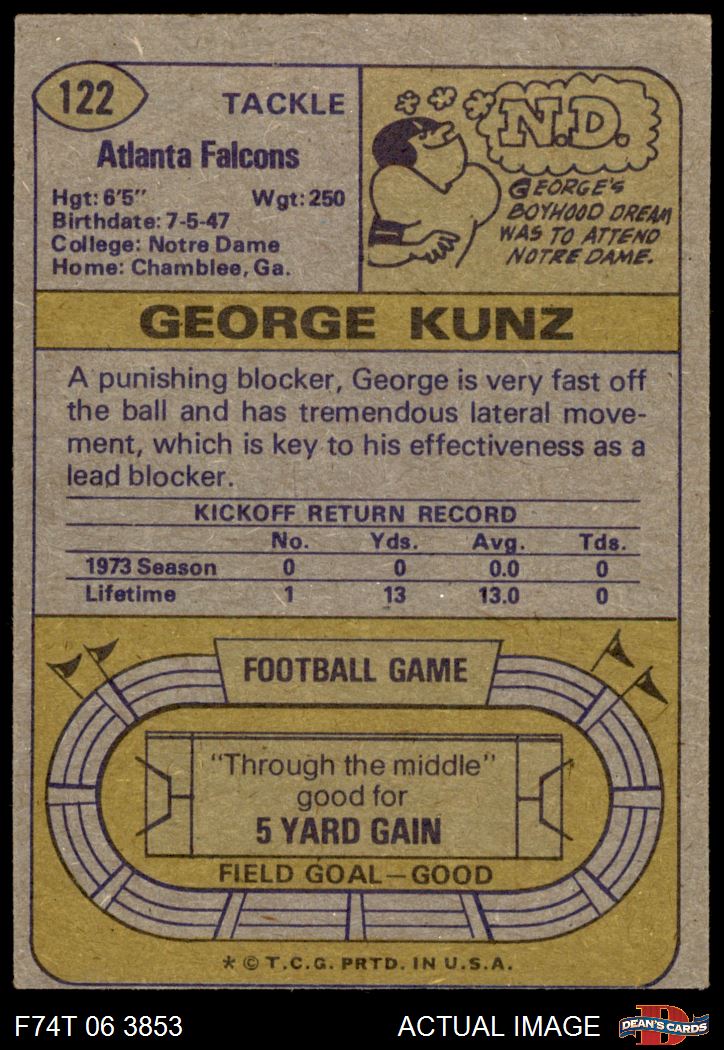 122
TACKLE
Atlanta Falcons
Hgt: 6'5" Wgt: 250
Birthdate: 7-5-47
College: Notre Dame
Home: Chamblee, Ga.
N.D.
GEORGE'S
BOYHOOD DREAM
WAS TO ATTEND
NOTRE DAME.
GEORGE KUNZ
A punishing blocker, George is very fast off
the ball and has tremendous lateral move-
ment, which is key to his effectiveness as a
lead blocker.
KICKOFF RETURN RECORD
No. Yds. Avg. Tds.
1973 Season 0 0 0.0 0
Lifetime 1 13 13.0 0
FOOTBALL GAME
"Through the middle"
good for
5 YARD GAIN
FIELD GOAL—GOOD
* © T.C.G. PRTD. IN U.S.A.
F74T 06 3853 ACTUAL IMAGE
D
DEAN'S CARDS